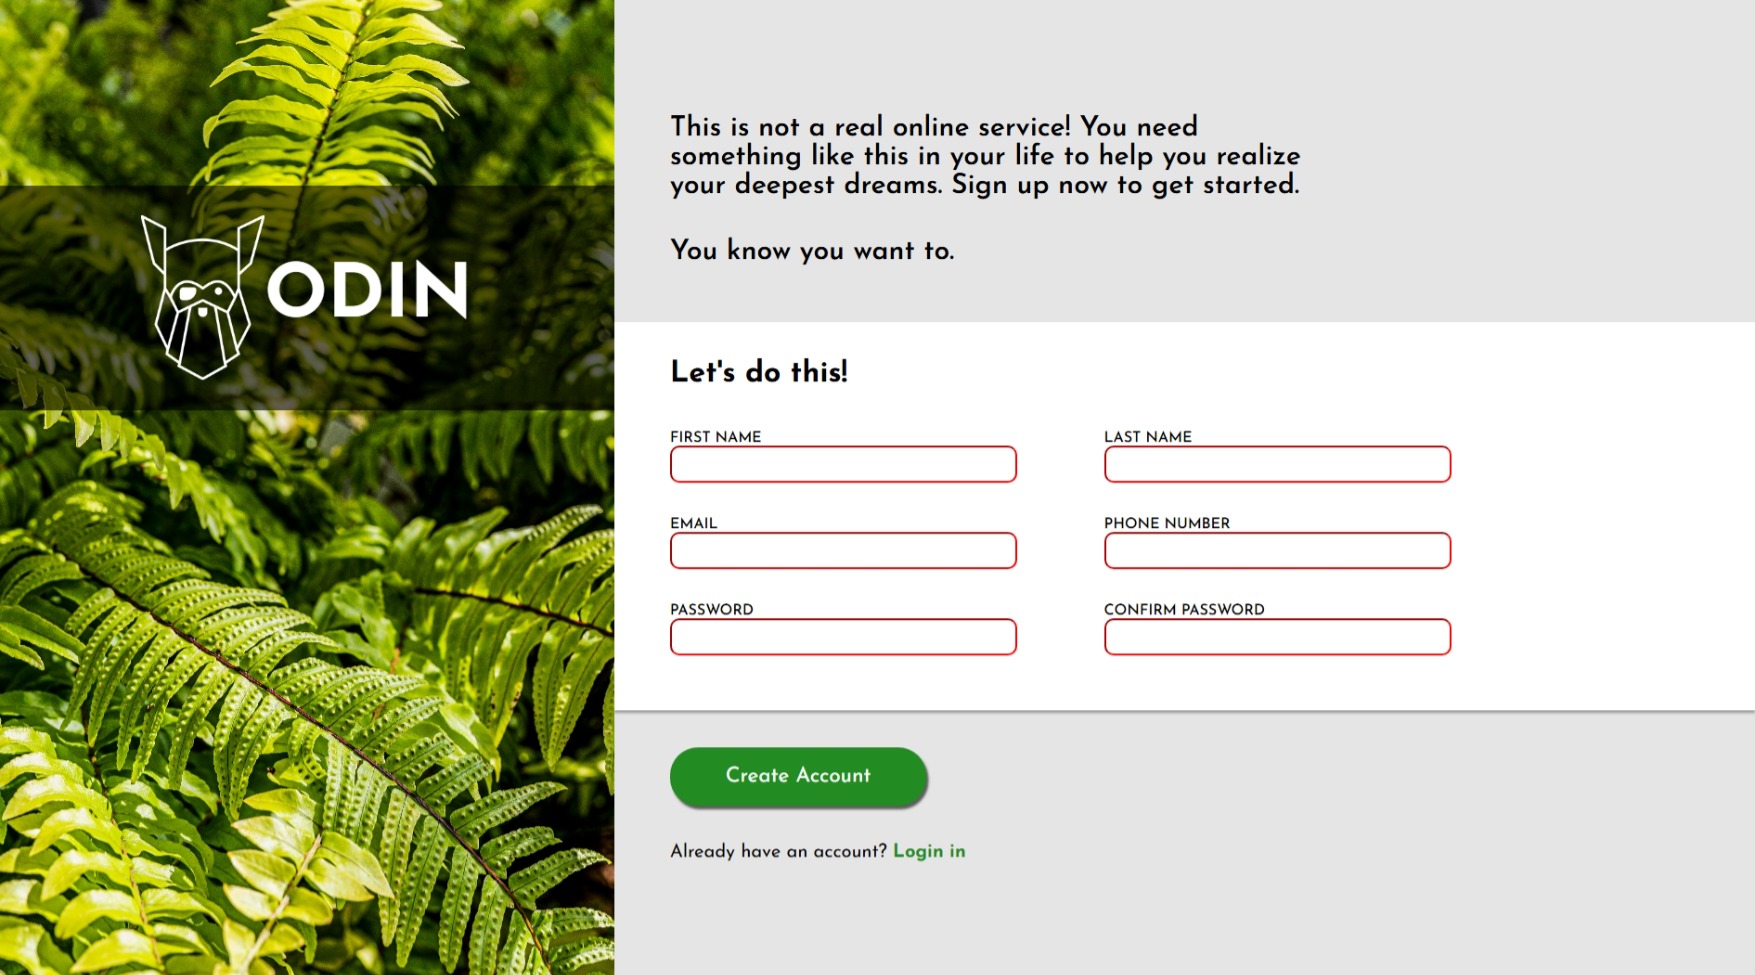 ODIN
This is not a real online service! You need
something like this in your life to help you realize
your deepest dreams. Sign up now to get started.
You know you want to.
Let's do this!
FIRST NAME
LAST NAME
EMAIL
PHONE NUMBER
PASSWORD
CONFIRM PASSWORD
Create Account
Already have an account? Login in